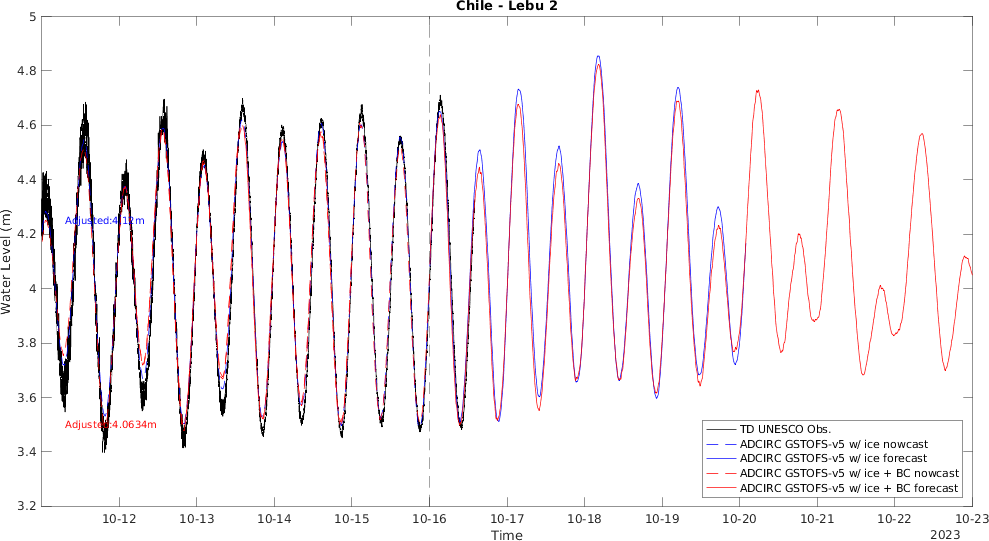 Chile - Lebu 2
5
4.8
4.6
4.4
4.2
4
3.8
3.6
3.4
3.2
Water Level (m)
Adjusted:4.12m
Adjusted:4.0634m
TD UNESCO Obs.
ADCIRC GSTOFS-v5 w/ ice nowcast
ADCIRC GSTOFS-v5 w/ ice forecast
ADCIRC GSTOFS-v5 w/ ice + BC nowcast
ADCIRC GSTOFS-v5 w/ ice + BC forecast
10-12 10-13 10-14 10-15 10-16 10-17 10-18 10-19 10-20 10-21 10-22 10-23
Time
2023